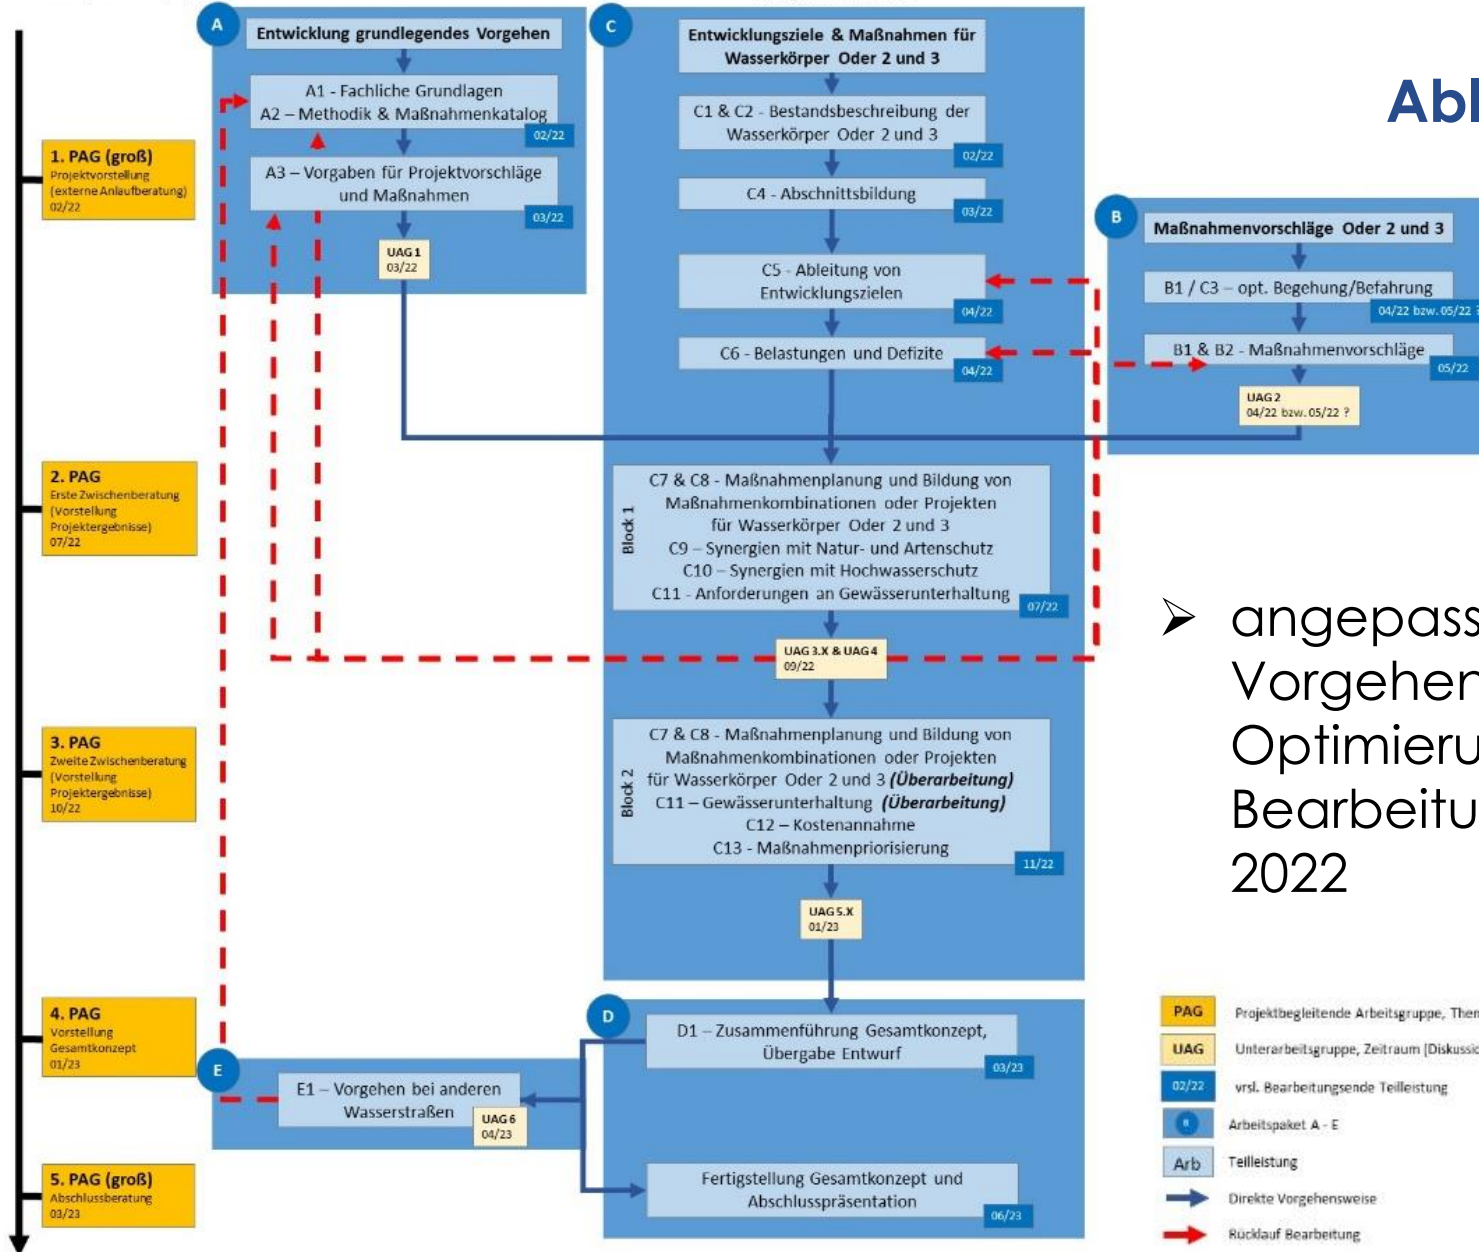 1. PAG (groß)
Projektvorstellung
(externe Anlaufberatung)
02/22
2. PAG
Erste Zwischenberatung
(Vorstellung
Projektergebnisse)
07/22
3. PAG
Zweite Zwischenberatung
(Vorstellung
Projektergebnisse)
10/22
4. PAG
Vorstellung
Gesamtkonzept
01/23
5. PAG (groß)
Abschlussberatung
03/23
A
Entwicklung grundlegendes Vorgehen
A1 - Fachliche Grundlagen
A2 – Methodik & Maßnahmenkatalog
02/22
A3 – Vorgaben für Projektvorschläge
und Maßnahmen
03/22
UAG 1
03/22
C
Entwicklungsziele & Maßnahmen für
Wasserkörper Oder 2 und 3
C1 & C2 - Bestandsbeschreibung der
Wasserkörper Oder 2 und 3
02/22
C4 - Abschnittsbildung
03/22
C5 - Ableitung von
Entwicklungszielen
04/22
C6 - Belastungen und Defizite
04/22
Block 1
C7 & C8 - Maßnahmenplanung und Bildung von
Maßnahmenkombinationen oder Projekten
für Wasserkörper Oder 2 und 3
C9 – Synergien mit Natur- und Artenschutz
C10 – Synergien mit Hochwasserschutz
C11 - Anforderungen an Gewässerunterhaltung
07/22
UAG 3.X & UAG 4
09/22
Block 2
C7 & C8 - Maßnahmenplanung und Bildung von
Maßnahmenkombinationen oder Projekten
für Wasserkörper Oder 2 und 3 (Überarbeitung)
C11 – Gewässerunterhaltung (Überarbeitung)
C12 – Kostenannahme
C13 - Maßnahmenpriorisierung
11/22
UAG 5.X
01/23
B
Maßnahmenvorschläge Oder 2 und 3
B1 / C3 – opt. Begehung/Befahrung
04/22 bzw. 05/22 ?
B1 & B2 - Maßnahmenvorschläge
05/22
UAG 2
04/22 bzw. 05/22 ?
D
D1 – Zusammenführung Gesamtkonzept,
Übergabe Entwurf
03/23
Fertigstellung Gesamtkonzept und
Abschlusspräsentation
06/23
E
E1 – Vorgehen bei anderen
Wasserstraßen
UAG 6
04/23
Abl
➢ angepass
Vorgehen
Optimieru
Bearbeitu
2022
PAG Projektbegleitende Arbeitsgruppe, Then
UAG Unterarbeitsgruppe, Zeitraum (Diskussio
02/22 vrsl. Bearbeitungsende Teilleistung
Arbeitspaket A - E
Arb Teilleistung
Direkte Vorgehensweise
Rücklauf Bearbeitung